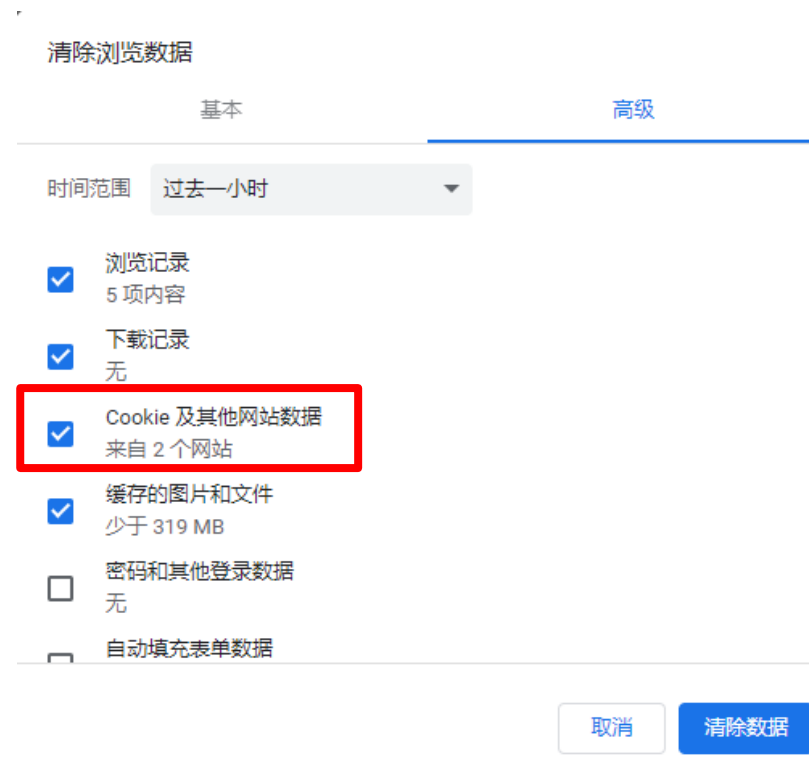 清除浏览数据
基本
高级
时间范围
过去一小时
浏览记录
5 项内容
下载记录
无
Cookie 及其他网站数据
来自 2 个网站
缓存的图片和文件
少于 319 MB
密码和其他登录数据
无
自动填充表单数据
取消
清除数据